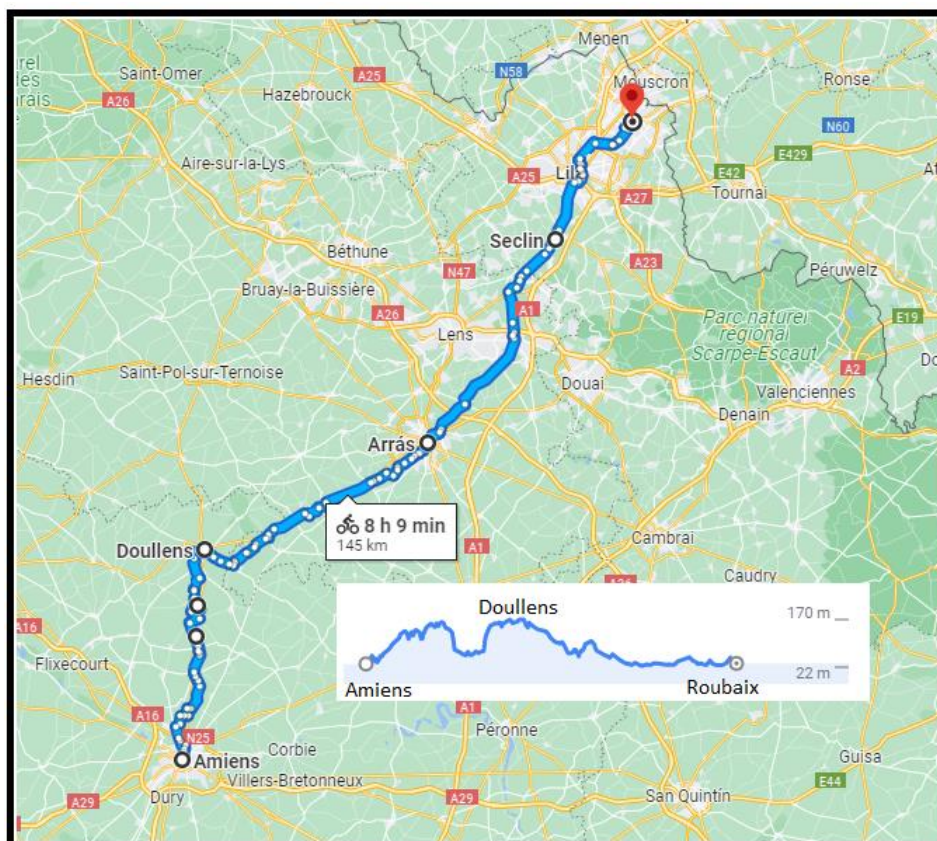 Menen
Saint-Omer
N58
A25
Mouscron
Ronse
A26
Hazebrouck
N60
Aire-sur-la-Lys
E429
A25
E42
A27
Tournai
Seclin
Béthune
N47
A23
Péruwelz
Bruay-la-Buissière
A26
A1
E19
Lens
Parc naturel
régional
Scarpe-Escaut
A2
Hesdin
Saint-Pol-sur-Ternoise
Douai
Valenciennes
Denain
Arrás
8 h 9 min
145 km
Doullens
A1
Cambrai
Caudry
A16
Doullens
170 m
Flixecourt
22 m
Amiens
Roubaix
A16
N25
A1
Péronne
Corbie
Amiens
Guisa
Villers-Bretonneux
E44
A29
Dury
A29
San Quintín